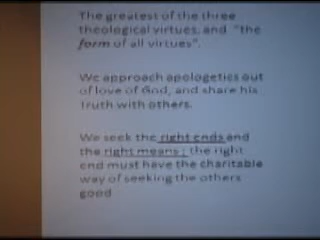 The greatest of the three
theological virtues, and "the
form of all virtues".
We approach apologetics out
of love of God, and share his
Truth with others.
We seek the right ends and
the right means; the right
end must have the charitable
way of seeking the others
good